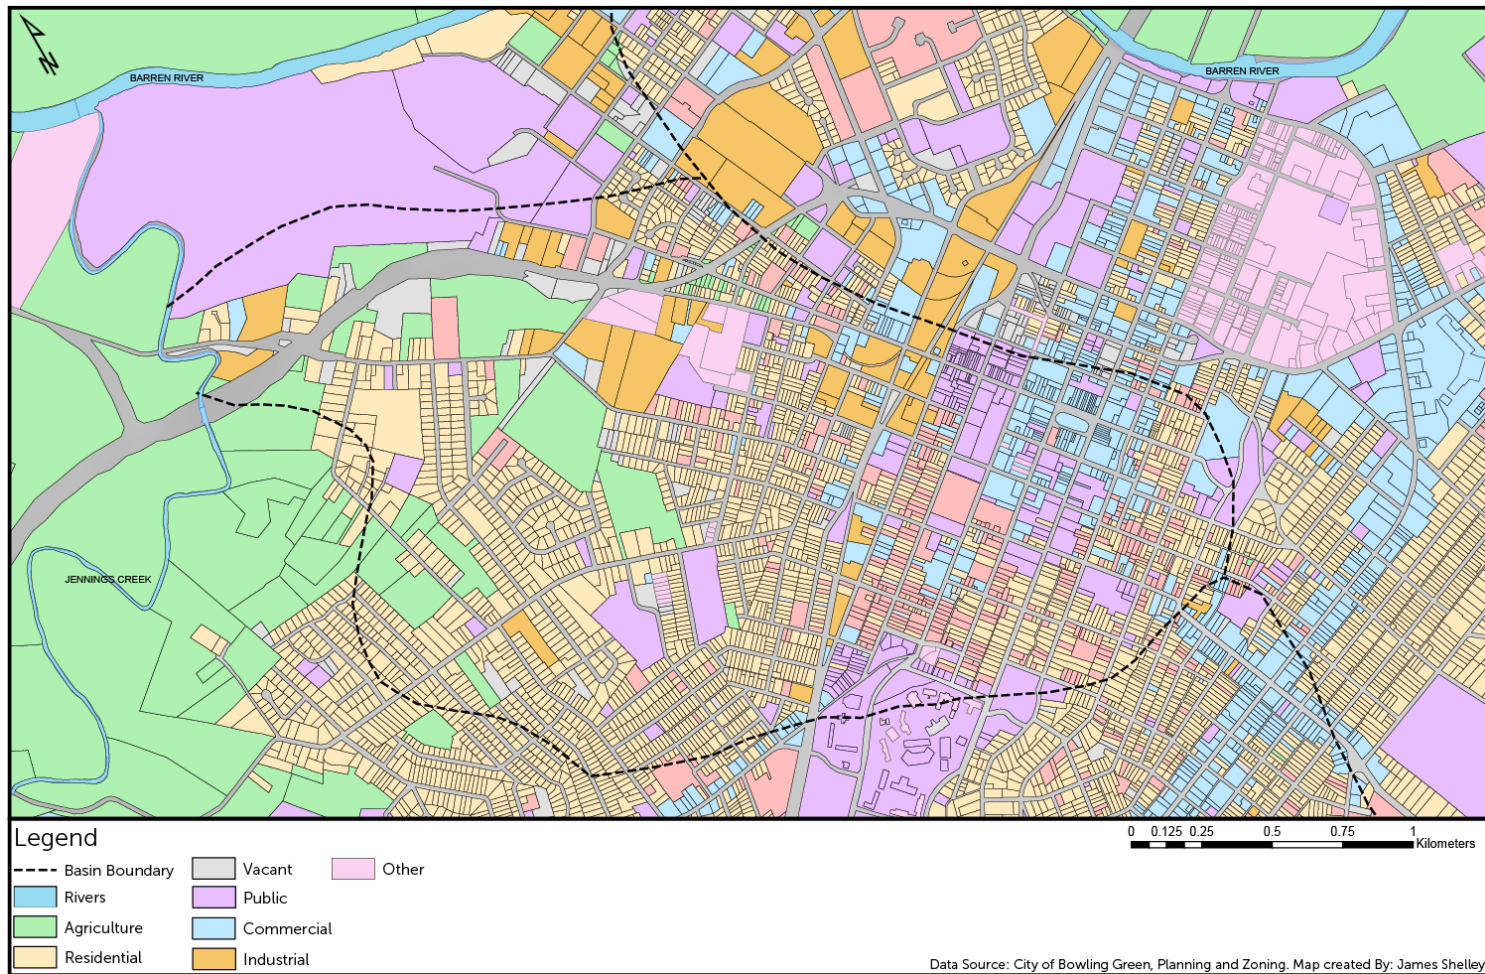 N
BARREN RIVER
BARREN RIVER
JENNINGS CREEK
Legend
Basin Boundary
Rivers
Agriculture
Residential
Vacant
Public
Commercial
Industrial
Other
0 0.125 0.25 0.5 0.75 1
Kilometers
Data Source: City of Bowling Green, Planning and Zoning. Map created By: James Shelley